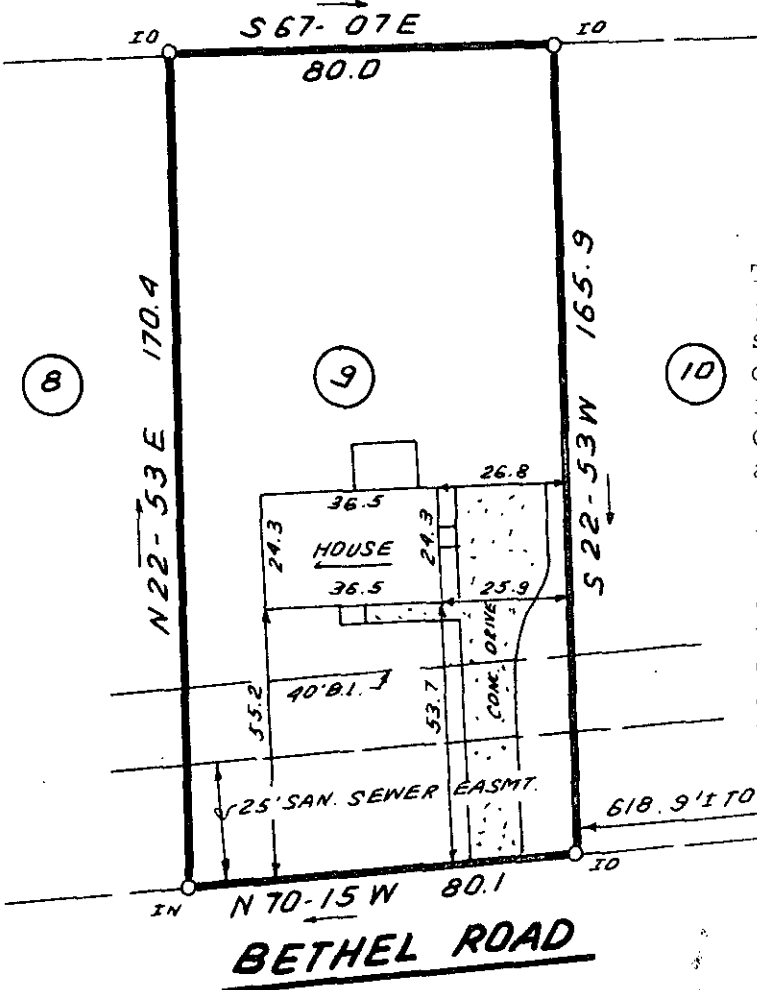 IO
S 67-07 E
IO
80.0
N 22-53 E 170.4
S 22-53 W 165.9
8
9
10
26.8
36.5
24.3
HOUSE
24.3
36.5
25.9
CONC. DRIVE
40' B.L.
55.2
53.7
25' SAN. SEWER EASMT.
618.9'± TO
IO
IN
N 70-15 W 80.1
BETHEL ROAD